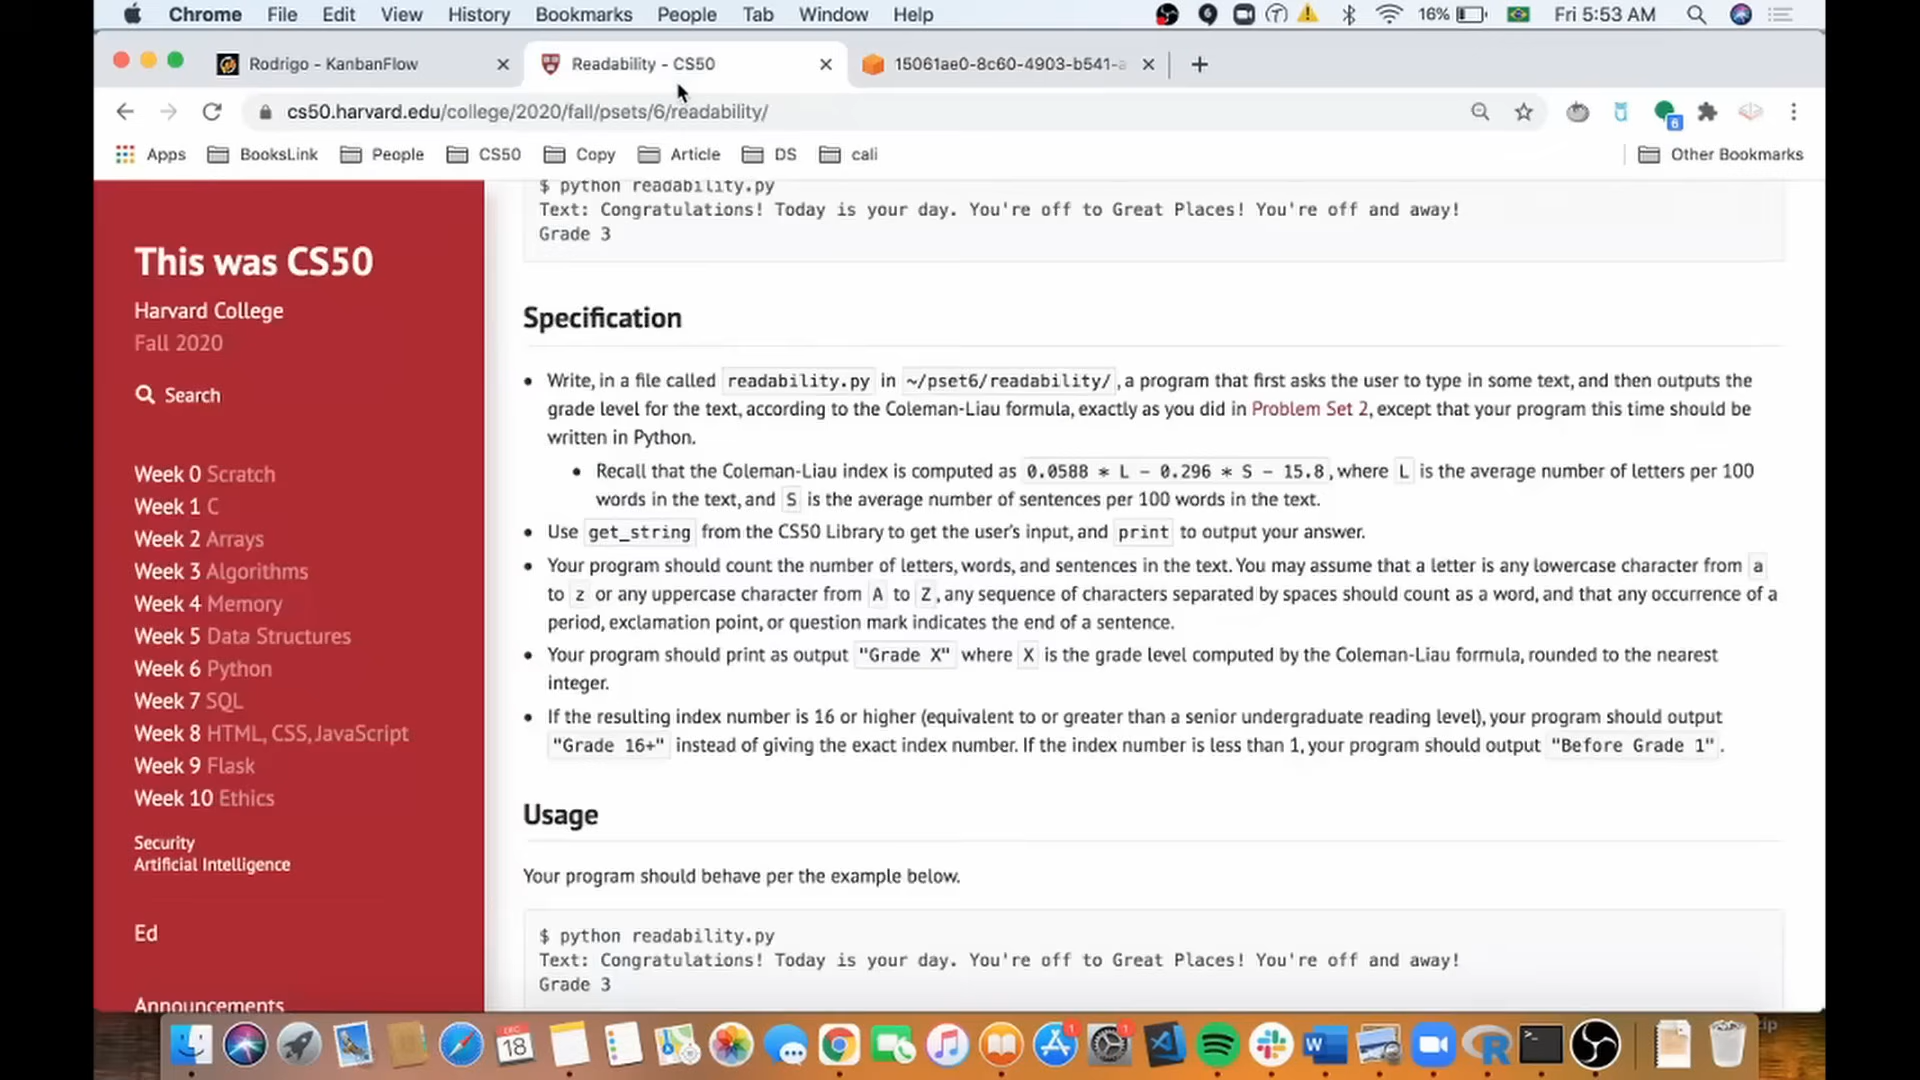 Chrome File Edit View History Bookmarks People Tab Window Help 16% Fri 5:53 AM
Rodrigo - KanbanFlow Readability - CS50 15061ae0-8c60-4903-b541-a
cs50.harvard.edu/college/2020/fall/psets/6/readability/
6
Apps BooksLink People CS50 Copy Article DS cali Other Bookmarks
This was CS50
Harvard College
Fall 2020
Search
Week 0 Scratch
Week 1 C
Week 2 Arrays
Week 3 Algorithms
Week 4 Memory
Week 5 Data Structures
Week 6 Python
Week 7 SQL
Week 8 HTML, CSS, JavaScript
Week 9 Flask
Week 10 Ethics
Security
Artificial Intelligence
Ed
Announcements
$ python readability.py
Text: Congratulations! Today is your day. You're off to Great Places! You're off and away!
Grade 3
Specification
Write, in a file called readability.py in ~/pset6/readability/, a program that first asks the user to type in some text, and then outputs the
grade level for the text, according to the Coleman-Liau formula, exactly as you did in Problem Set 2, except that your program this time should be
written in Python.
Recall that the Coleman-Liau index is computed as 0.0588 * L - 0.296 * S - 15.8, where L is the average number of letters per 100
words in the text, and S is the average number of sentences per 100 words in the text.
Use get_string from the CS50 Library to get the user's input, and print to output your answer.
Your program should count the number of letters, words, and sentences in the text. You may assume that a letter is any lowercase character from a
to z or any uppercase character from A to Z, any sequence of characters separated by spaces should count as a word, and that any occurrence of a
period, exclamation point, or question mark indicates the end of a sentence.
Your program should print as output "Grade X" where X is the grade level computed by the Coleman-Liau formula, rounded to the nearest
integer.
If the resulting index number is 16 or higher (equivalent to or greater than a senior undergraduate reading level), your program should output
"Grade 16+" instead of giving the exact index number. If the index number is less than 1, your program should output "Before Grade 1".
Usage
Your program should behave per the example below.
$ python readability.py
Text: Congratulations! Today is your day. You're off to Great Places! You're off and away!
Grade 3
DEC
18
1
1
zip